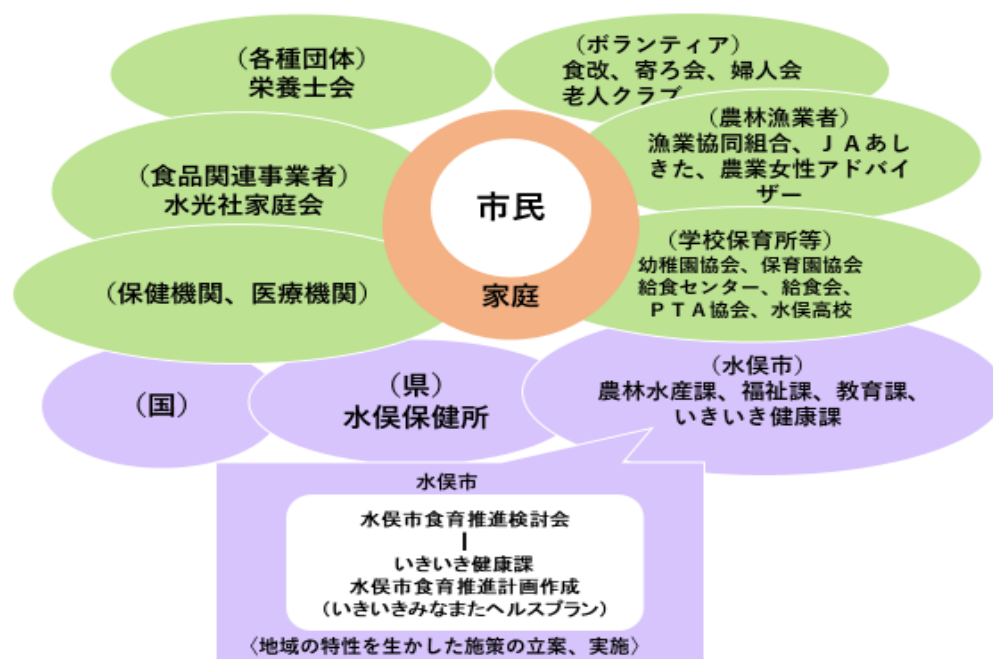 （各種団体）
栄養士会
（ボランティア）
食改、寄ろ会、婦人会
老人クラブ
（農林漁業者）
漁業協同組合、ＪＡあし
きた、農業女性アドバイ
ザー
（食品関連事業者）
水光社家庭会
市民
家庭
（学校保育所等）
幼稚園協会、保育園協会
給食センター、給食会、
ＰＴＡ協会、水俣高校
（保健機関、医療機関）
（国）
（県）
水俣保健所
（水俣市）
農林水産課、福祉課、教育課、
いきいき健康課
水俣市
水俣市食育推進検討会
いきいき健康課
水俣市食育推進計画作成
（いきいきみなまたヘルスプラン）
〈地域の特性を生かした施策の立案、実施〉